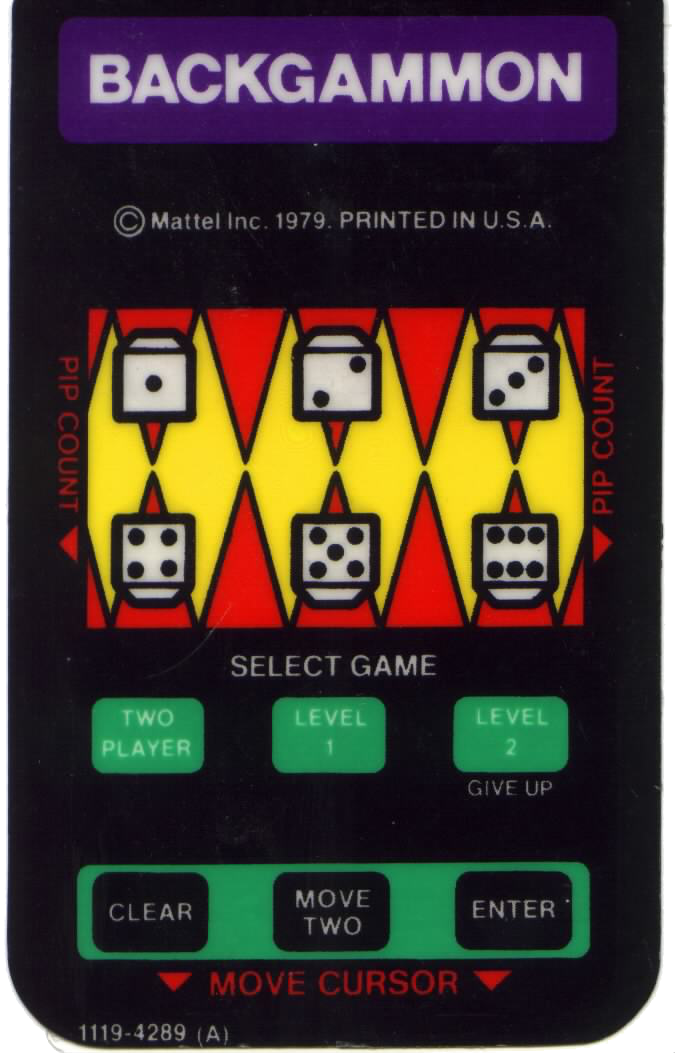 BACKGAMMON
© Mattel Inc. 1979. PRINTED IN U.S.A.
PIP COUNT
PIP COUNT
SELECT GAME
TWO PLAYER
LEVEL 1
LEVEL 2
GIVE UP
CLEAR
MOVE TWO
ENTER
MOVE CURSOR
1119-4289 (A)